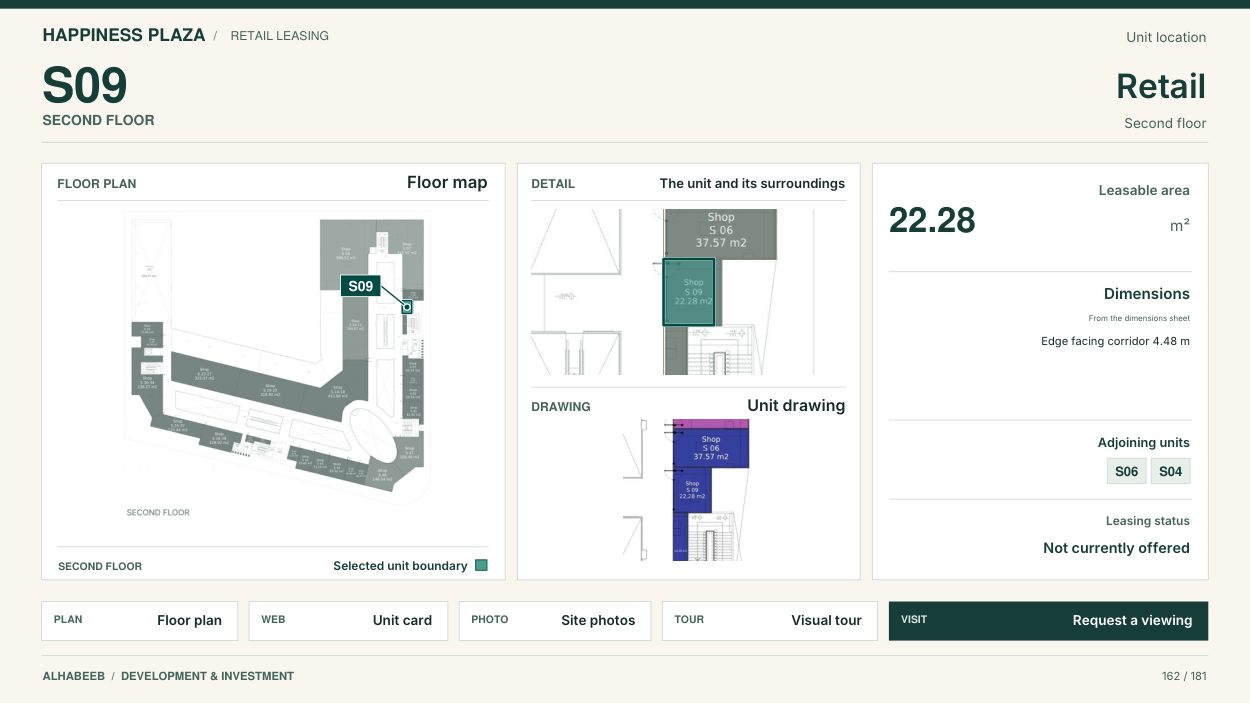 HAPPINESS PLAZA / RETAIL LEASING
Unit location
S09
Retail
SECOND FLOOR
Second floor
FLOOR PLAN
Floor map
S09
SECOND FLOOR
SECOND FLOOR
Selected unit boundary
DETAIL
The unit and its surroundings
Shop
S 06
37.57 m2
Shop
S 09
22.28 m2
DRAWING
Unit drawing
Shop
S 06
37.57 m2
Shop
S 09
22.28 m2
Leasable area
22.28
m²
Dimensions
From the dimensions sheet
Edge facing corridor 4.48 m
Adjoining units
S06
S04
Leasing status
Not currently offered
PLAN
Floor plan
WEB
Unit card
PHOTO
Site photos
TOUR
Visual tour
VISIT
Request a viewing
ALHABEEB / DEVELOPMENT & INVESTMENT
162 / 181